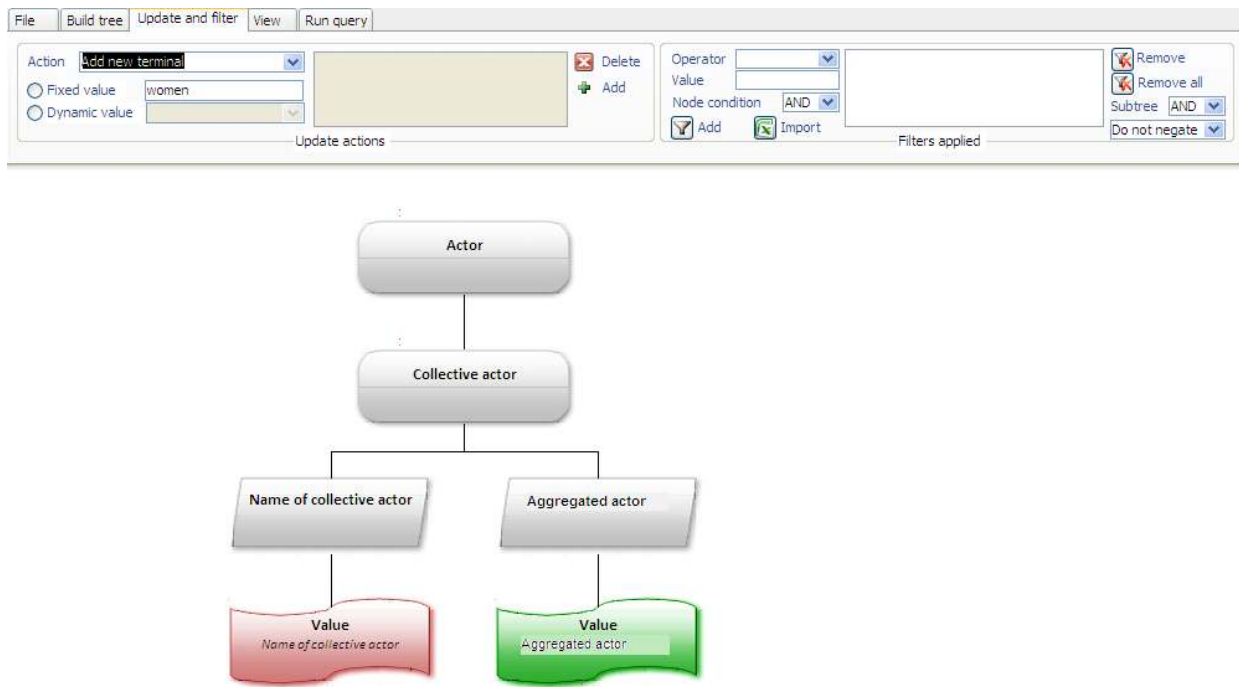 File Build tree Update and filter View Run query
Action Add new terminal
Fixed value women
Dynamic value
Delete
Add
Update actions
Operator
Value
Node condition AND
Add Import
Remove
Remove all
Subtree AND
Do not negate
Filters applied
:
Actor
:
Collective actor
Name of collective actor
Aggregated actor
Value
Name of collective actor
Value
Aggregated actor